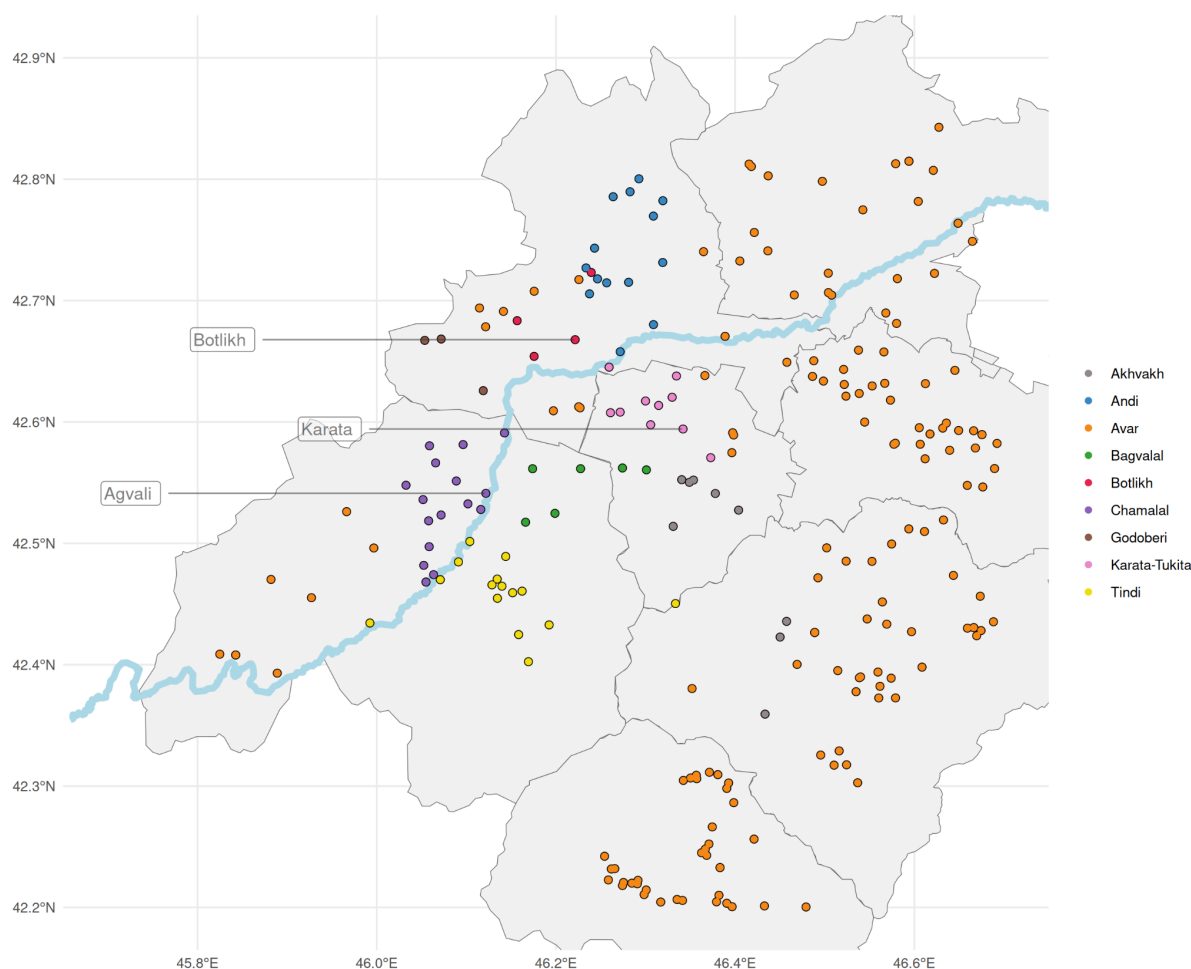 42.9°N
42.8°N
42.7°N
42.6°N
42.5°N
42.4°N
42.3°N
42.2°N
45.8°E
46.0°E
46.2°E
46.4°E
46.6°E
Botlikh
Karata
Agvali
Akhvakh
Andi
Avar
Bagvalal
Botlikh
Chamalal
Godoberi
Karata-Tukita
Tindi